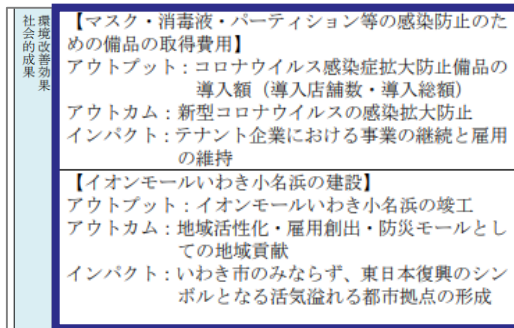 環境改善効果
社会的成果
【マスク・消毒液・パーティション等の感染防止のた
めの備品の取得費用】
アウトプット：コロナウイルス感染症拡大防止備品の
導入額（導入店舗数・導入総額）
アウトカム：新型コロナウイルスの感染拡大防止
インパクト：テナント企業における事業の継続と雇用
の維持
【イオンモールいわき小名浜の建設】
アウトプット：イオンモールいわき小名浜の竣工
アウトカム：地域活性化・雇用創出・防災モールとし
ての地域貢献
インパクト：いわき市のみならず、東日本復興のシン
ボルとなる活気溢れる都市拠点の形成